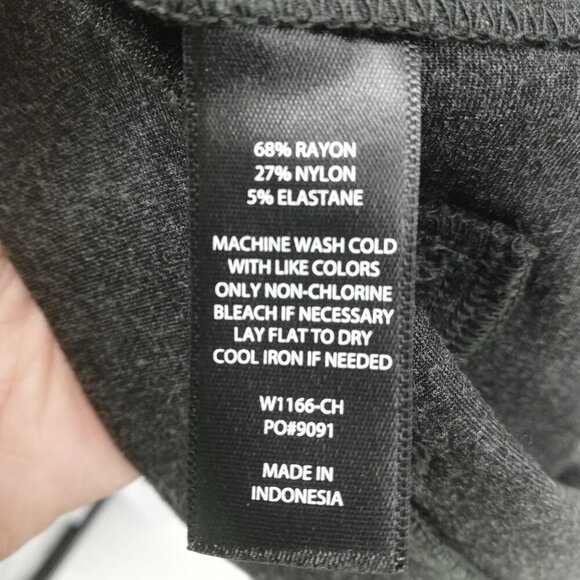 68% RAYON
27% NYLON
5% ELASTANE
MACHINE WASH COLD
WITH LIKE COLORS
ONLY NON-CHLORINE
BLEACH IF NECESSARY
LAY FLAT TO DRY
COOL IRON IF NEEDED
W1166-CH
PO#9091
MADE IN
INDONESIA